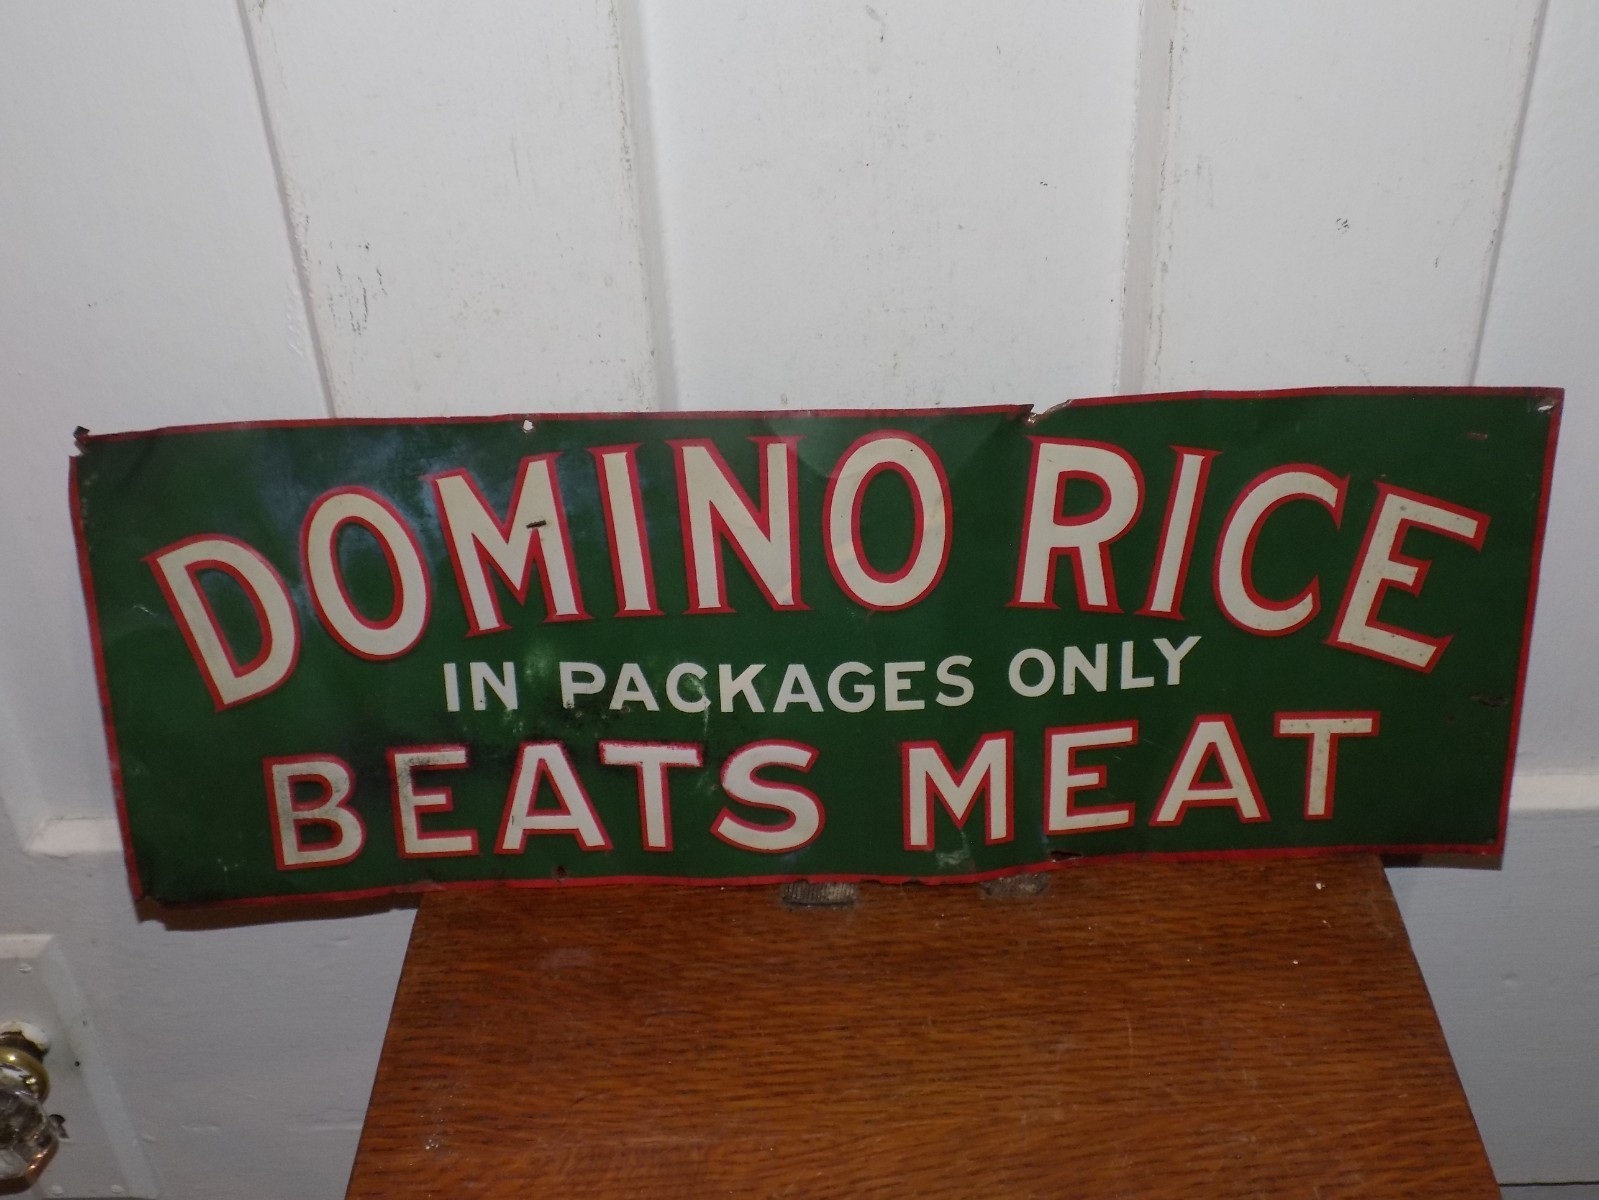 DOMINO RICE
IN PACKAGES ONLY
BEATS MEAT